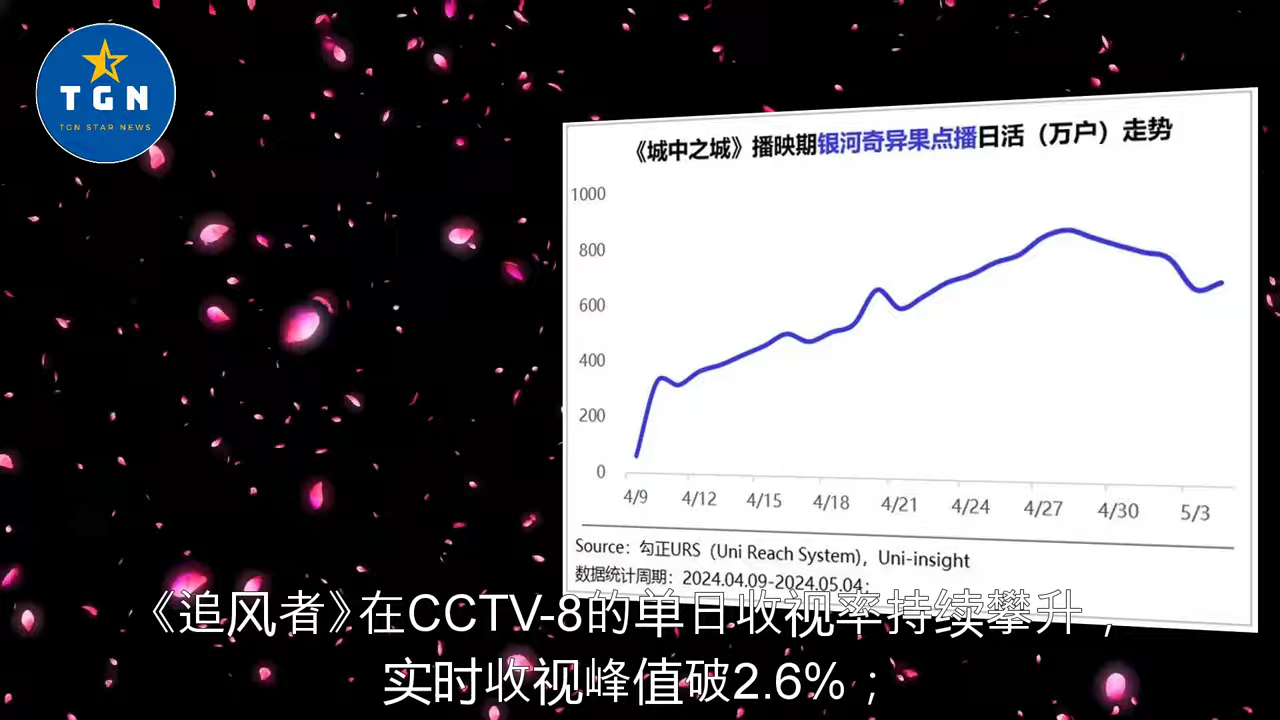 TGN
TGN STAR NEWS
《城中之城》播映期银河奇异果点播日活（万户）走势
1000
800
600
400
200
0
4/9 4/12 4/15 4/18 4/21 4/24 4/27 4/30 5/3
Source：勾正URS（Uni Reach System)，Uni-insight
数据统计周期：2024.04.09-2024.05.04；
《追风者》在CCTV-8的单日收视率持续攀升，
实时收视峰值破2.6%；